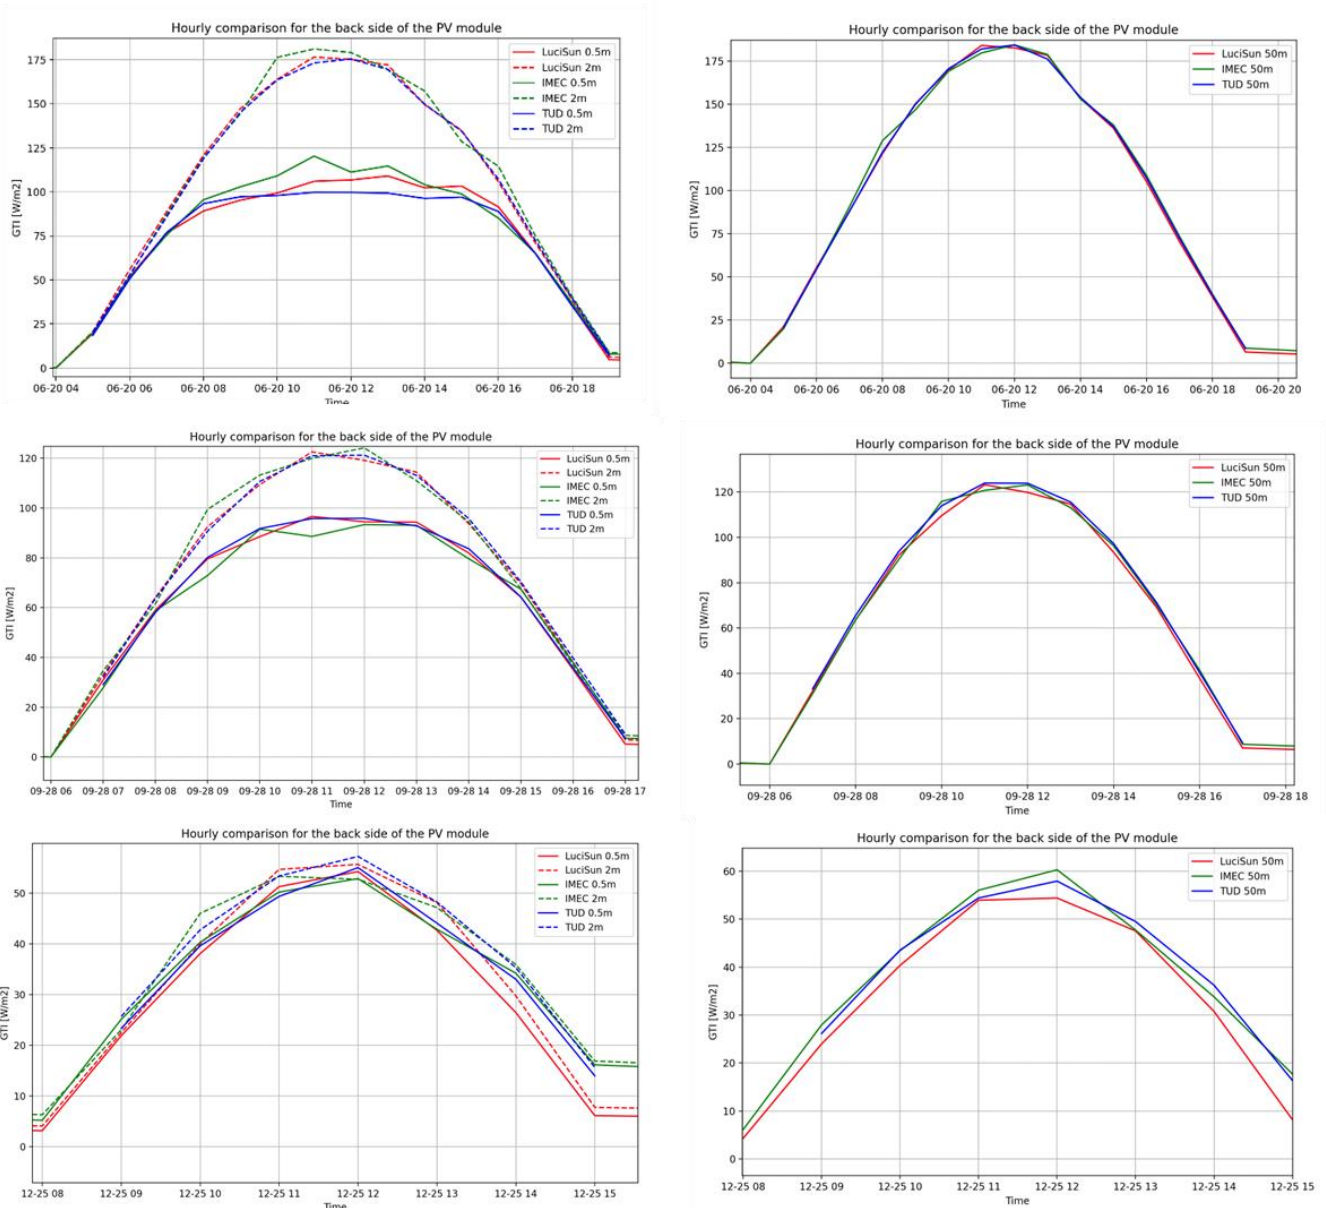 Hourly comparison for the back side of the PV module
GTI [W/m2]
175
150
125
100
75
50
25
0
LuciSun 0.5m
LuciSun 2m
IMEC 0.5m
IMEC 2m
TUD 0.5m
TUD 2m
06-20 04 06-20 06 06-20 08 06-20 10 06-20 12 06-20 14 06-20 16 06-20 18
Time
Hourly comparison for the back side of the PV module
GTI [W/m2]
175
150
125
100
75
50
25
0
LuciSun 50m
IMEC 50m
TUD 50m
06-20 04 06-20 06 06-20 08 06-20 10 06-20 12 06-20 14 06-20 16 06-20 18 06-20 20
Time
Hourly comparison for the back side of the PV module
GTI [W/m2]
120
100
80
60
40
20
0
LuciSun 0.5m
LuciSun 2m
IMEC 0.5m
IMEC 2m
TUD 0.5m
TUD 2m
09-28 06 09-28 07 09-28 08 09-28 09 09-28 10 09-28 11 09-28 12 09-28 13 09-28 14 09-28 15 09-28 16 09-28 17
Time
Hourly comparison for the back side of the PV module
GTI [W/m2]
120
100
80
60
40
20
0
LuciSun 50m
IMEC 50m
TUD 50m
09-28 06 09-28 08 09-28 10 09-28 12 09-28 14 09-28 16 09-28 18
Time
Hourly comparison for the back side of the PV module
GTI [W/m2]
50
40
30
20
10
0
LuciSun 0.5m
LuciSun 2m
IMEC 0.5m
IMEC 2m
TUD 0.5m
TUD 2m
12-25 08 12-25 09 12-25 10 12-25 11 12-25 12 12-25 13 12-25 14 12-25 15
Time
Hourly comparison for the back side of the PV module
GTI [W/m2]
60
50
40
30
20
10
0
LuciSun 50m
IMEC 50m
TUD 50m
12-25 08 12-25 09 12-25 10 12-25 11 12-25 12 12-25 13 12-25 14 12-25 15
Time